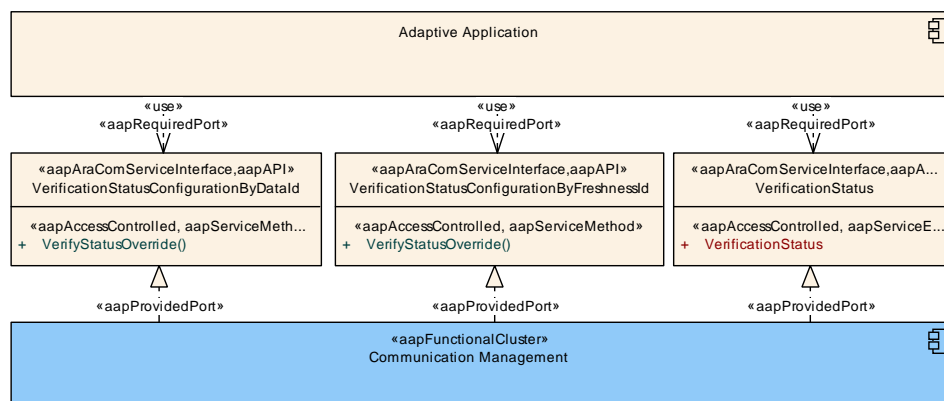 Adaptive Application
«use»
«aapRequiredPort»
«use»
«aapRequiredPort»
«use»
«aapRequiredPort»
«aapAraComServiceInterface,aapAPI»
VerificationStatusConfigurationByDataId
«aapAccessControlled, aapServiceMeth...
+ VerifyStatusOverride()
«aapAraComServiceInterface,aapAPI»
VerificationStatusConfigurationByFreshnessId
«aapAccessControlled, aapServiceMethod»
+ VerifyStatusOverride()
«aapAraComServiceInterface,aapA...
VerificationStatus
«aapAccessControlled, aapServiceE...
+ VerificationStatus
«aapProvidedPort»
«aapProvidedPort»
«aapProvidedPort»
«aapFunctionalCluster»
Communication Management